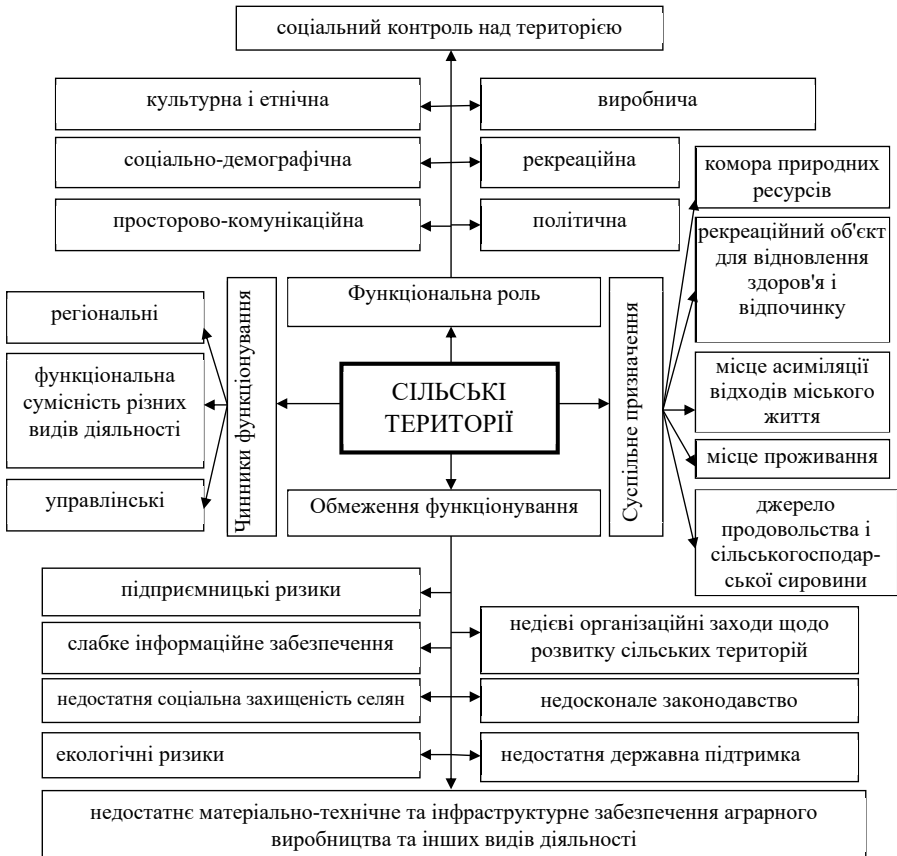 соціальний контроль над територією
культурна і етнічна
виробнича
соціально-демографічна
рекреаційна
просторово-комунікаційна
політична
комора природних
ресурсів
рекреаційний об'єкт
для відновлення
здоров'я і
відпочинку
місце асиміляції
відходів міського
життя
місце проживання
джерело
продовольства і
сільськогосподар-
ської сировини
Суспільне призначення
Функціональна роль
СІЛЬСЬКІ
ТЕРИТОРІЇ
Обмеження функціонування
Чинники функціонування
регіональні
функціональна
сумісність різних
видів діяльності
управлінські
підприємницькі ризики
слабке інформаційне забезпечення
недієві організаційні заходи щодо
розвитку сільських територій
недостатня соціальна захищеність селян
недосконале законодавство
екологічні ризики
недостатня державна підтримка
недостатнє матеріально-технічне та інфраструктурне забезпечення аграрного
виробництва та інших видів діяльності